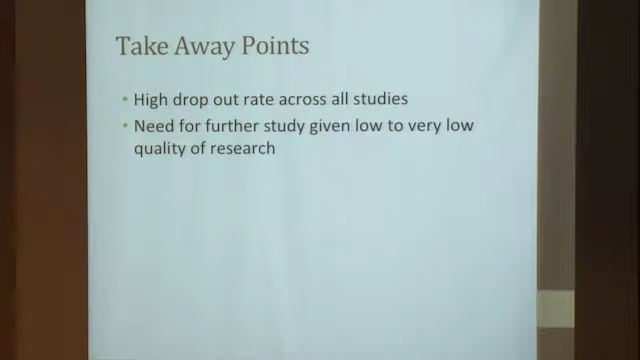 Take Away Points
• High drop out rate across all studies
• Need for further study given low to very low
quality of research